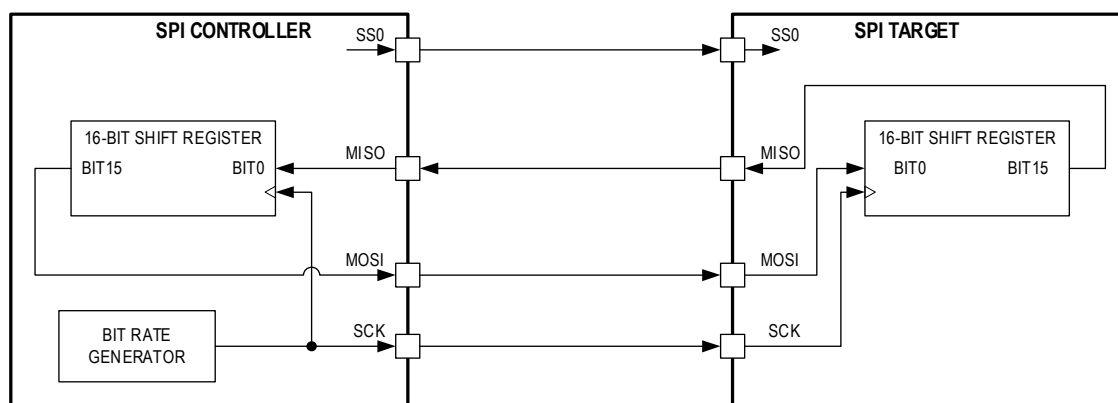 SPI CONTROLLER
SS0
16-BIT SHIFT REGISTER
BIT15
BIT0
MISO
MOSI
BIT RATE
GENERATOR
SCK
SPI TARGET
SS0
MISO
16-BIT SHIFT REGISTER
BIT0
BIT15
MOSI
SCK